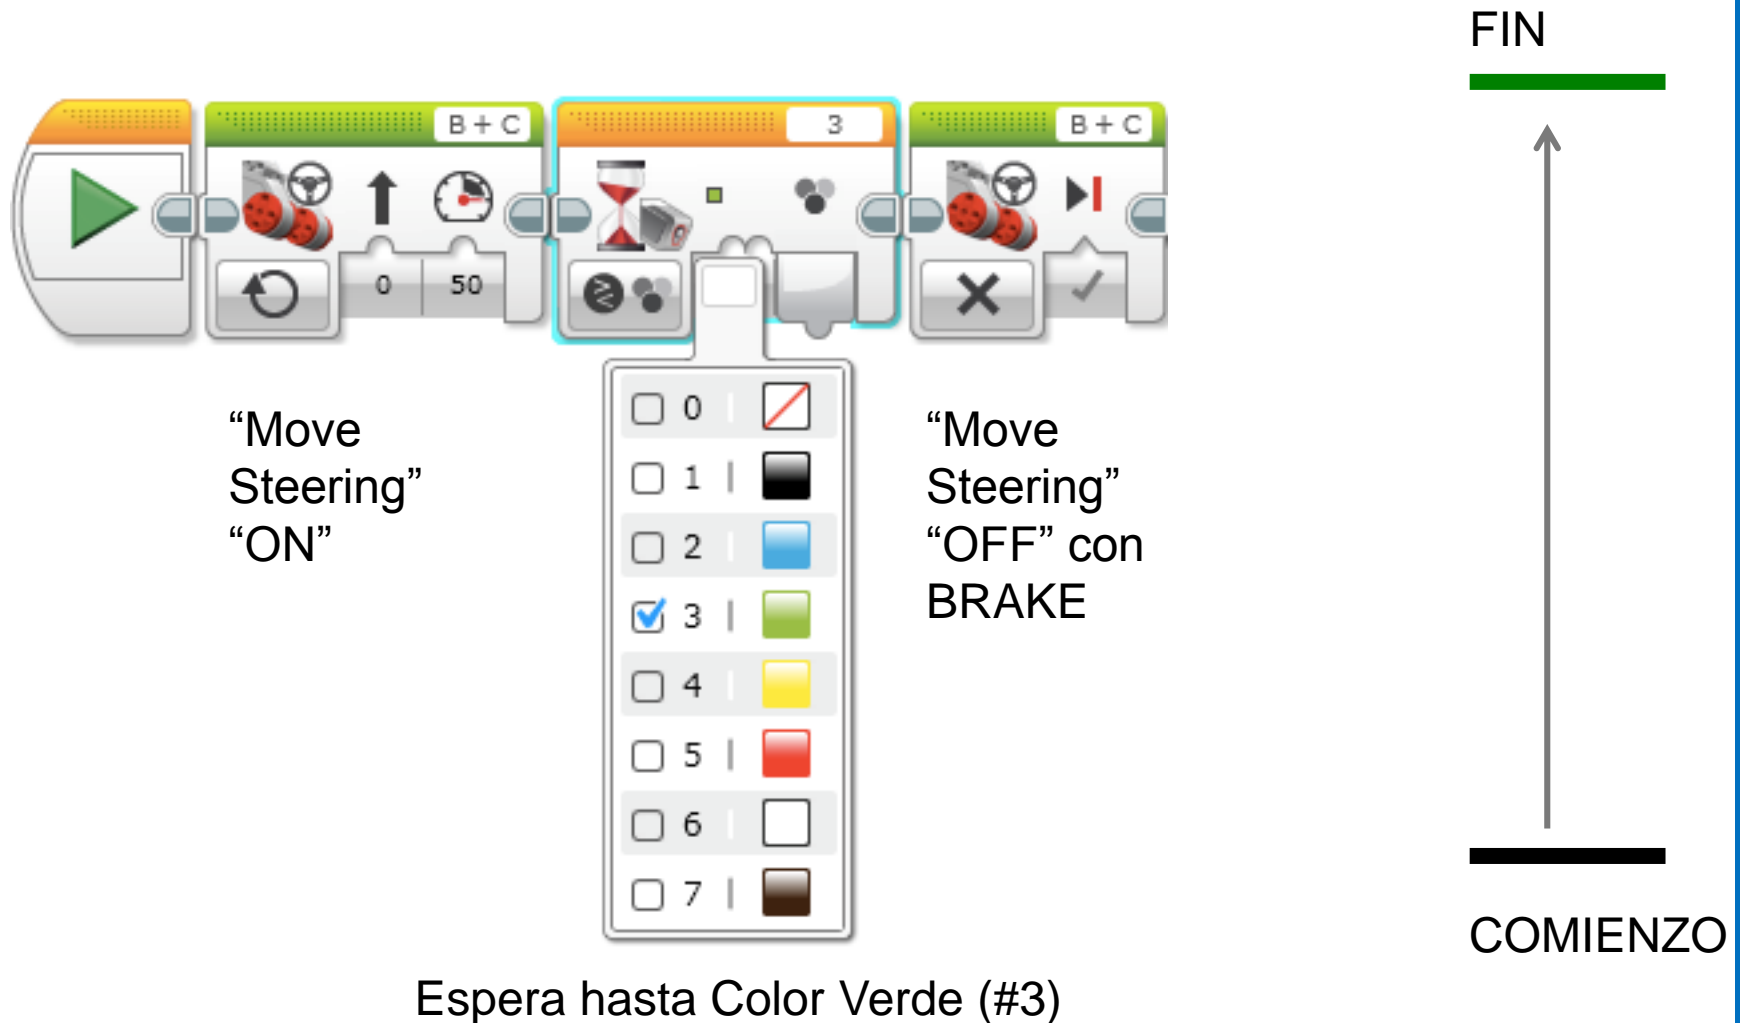 FIN
B + C
3
B + C
0
50
“Move
Steering”
“ON”
0
1
2
3
4
5
6
7
“Move
Steering”
“OFF” con
BRAKE
COMIENZO
Espera hasta Color Verde (#3)